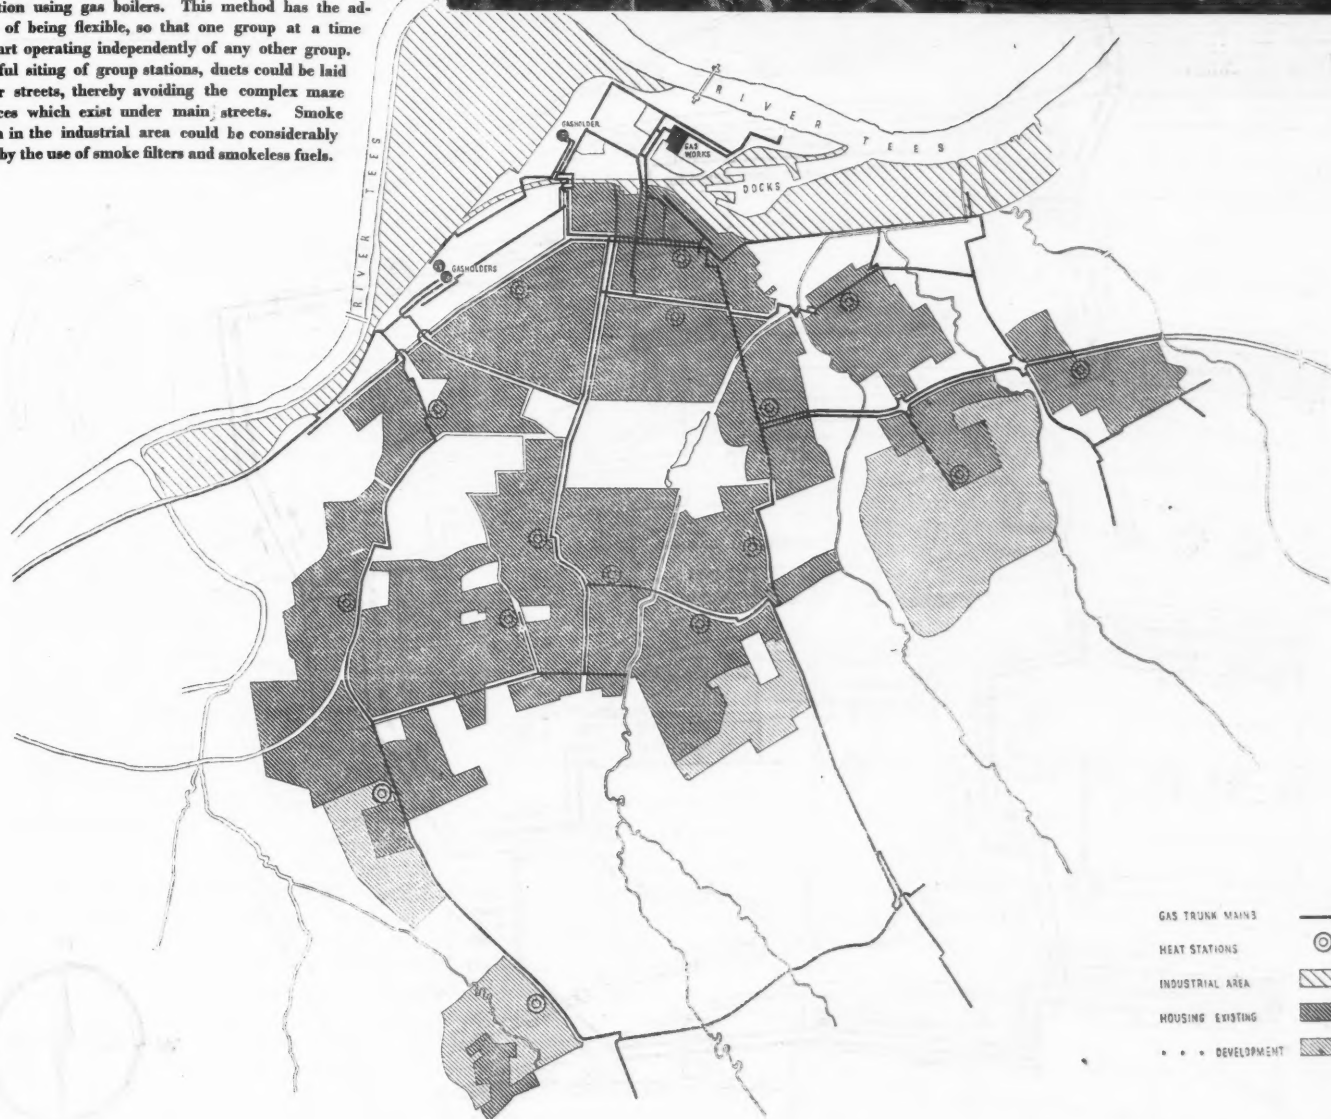 tion using gas boilers. This method has the ad-
of being flexible, so that one group at a time
art operating independently of any other group.
ful siting of group stations, ducts could be laid
r streets, thereby avoiding the complex maze
ces which exist under main streets. Smoke
in the industrial area could be considerably
by the use of smoke filters and smokeless fuels.
RIVER TEES
RIVER TEES
GASHOLDER
GAS
WORKS
DOCKS
GASHOLDERS
GAS TRUNK MAINS
HEAT STATIONS
INDUSTRIAL AREA
HOUSING EXISTING
• • • DEVELOPMENT